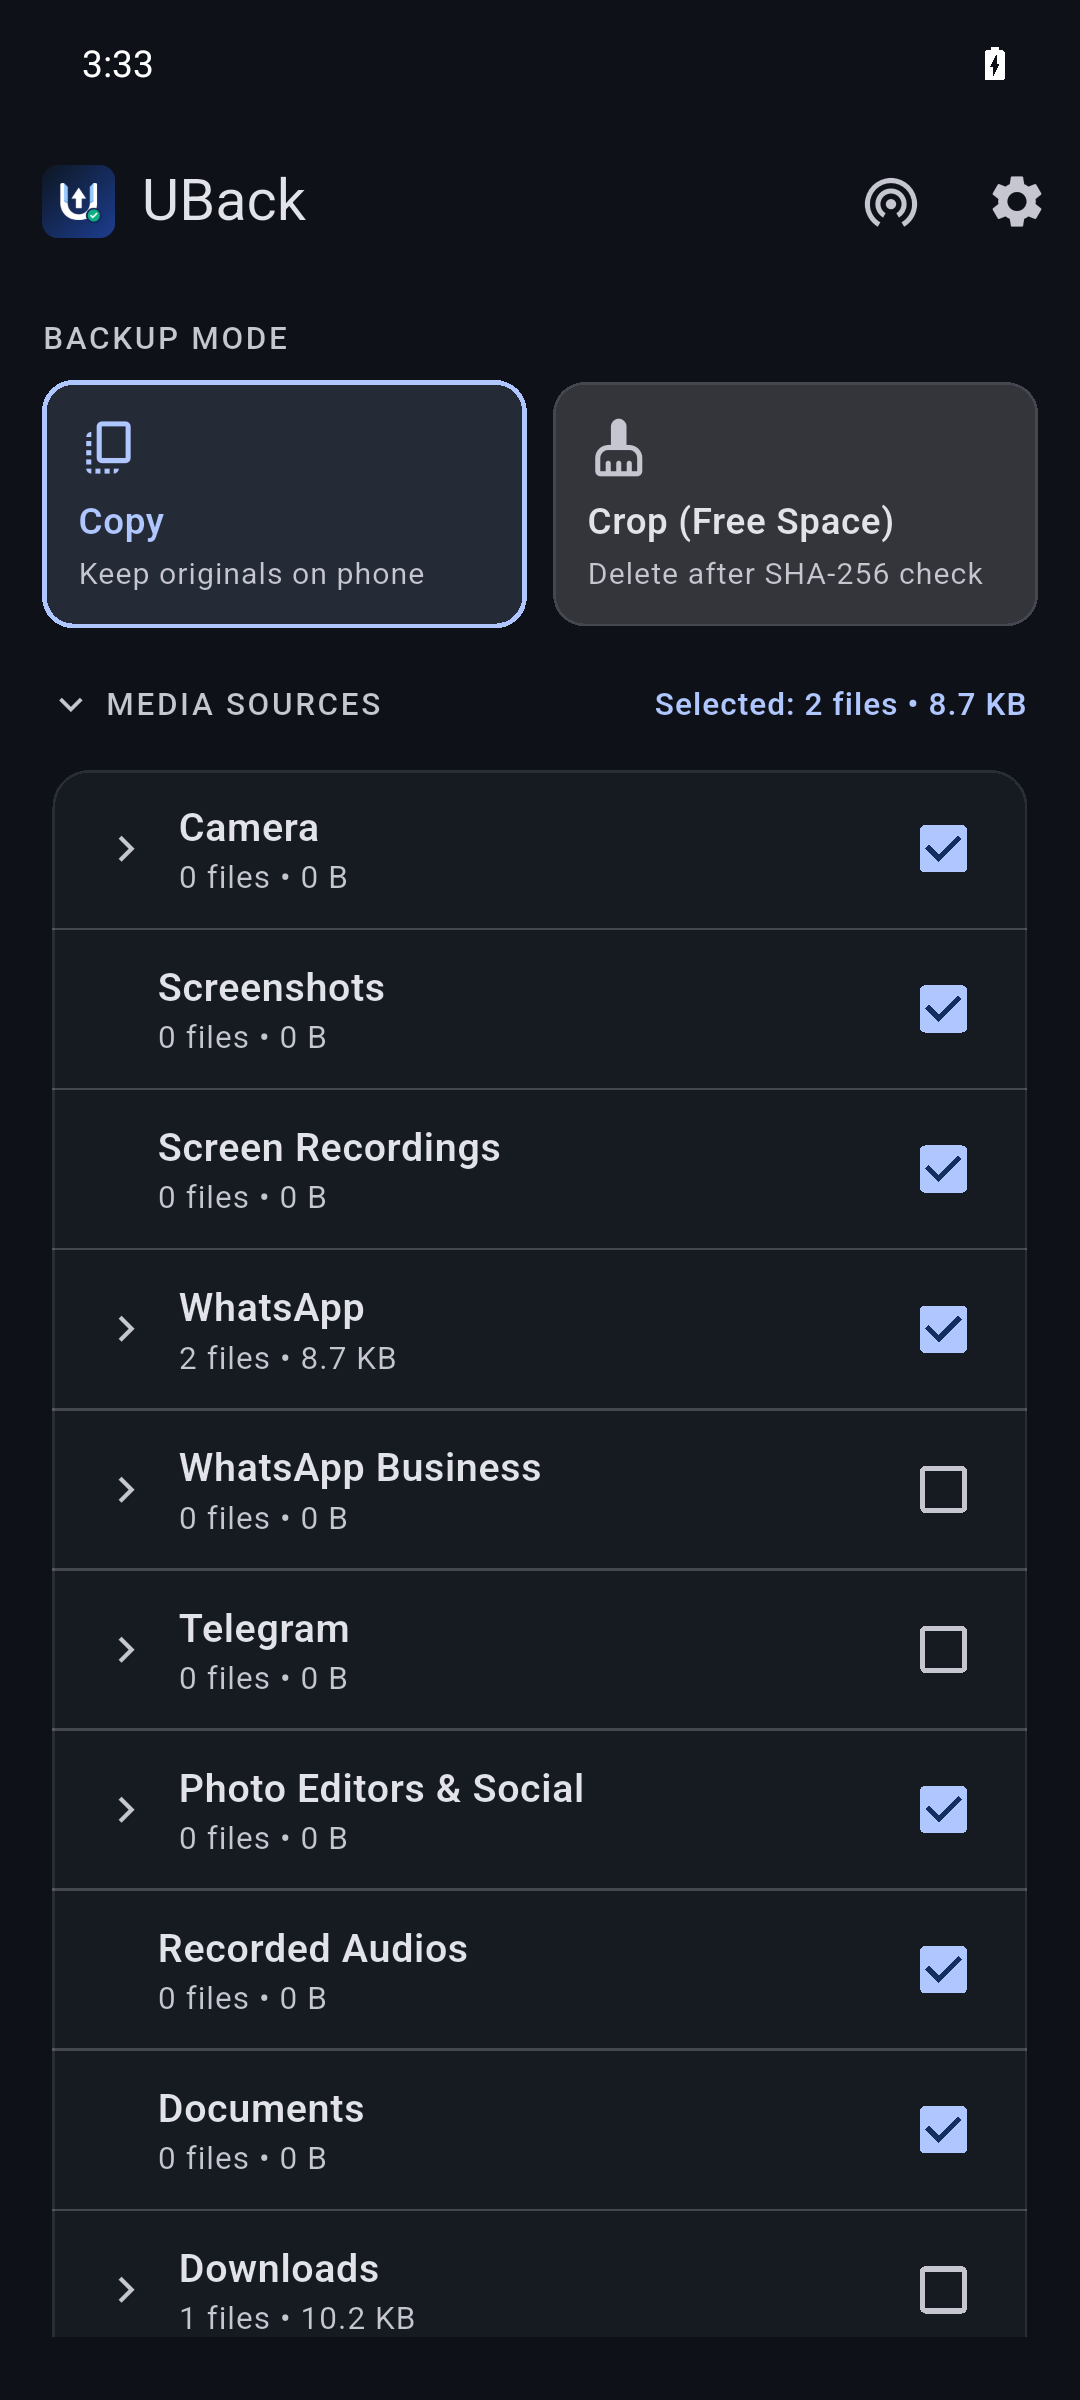 3:33
UBack
BACKUP MODE
Copy
Keep originals on phone
Crop (Free Space)
Delete after SHA-256 check
MEDIA SOURCES
Selected: 2 files • 8.7 KB
Camera
0 files • 0 B
Screenshots
0 files • 0 B
Screen Recordings
0 files • 0 B
WhatsApp
2 files • 8.7 KB
WhatsApp Business
0 files • 0 B
Telegram
0 files • 0 B
Photo Editors & Social
0 files • 0 B
Recorded Audios
0 files • 0 B
Documents
0 files • 0 B
Downloads
1 files • 10.2 KB